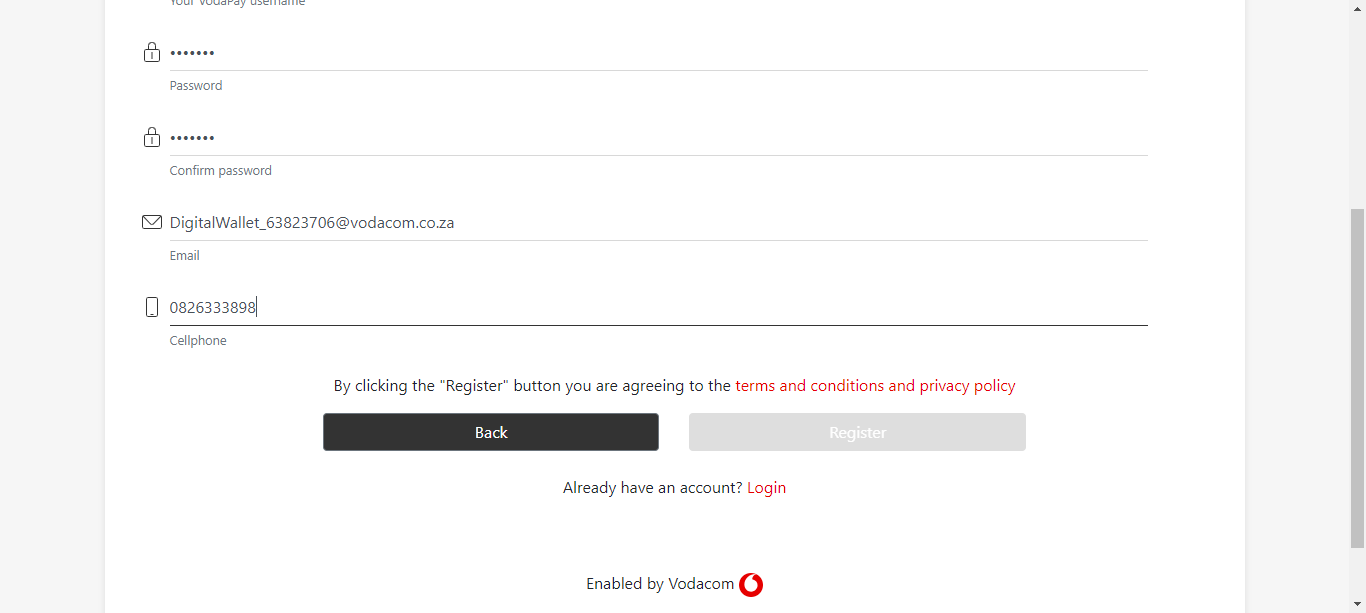 Your VodaPay username
•••••••
Password
•••••••
Confirm password
DigitalWallet_63823706@vodacom.co.za
Email
0826333898
Cellphone
By clicking the "Register" button you are agreeing to the terms and conditions and privacy policy
Back Register
Already have an account? Login
Enabled by Vodacom